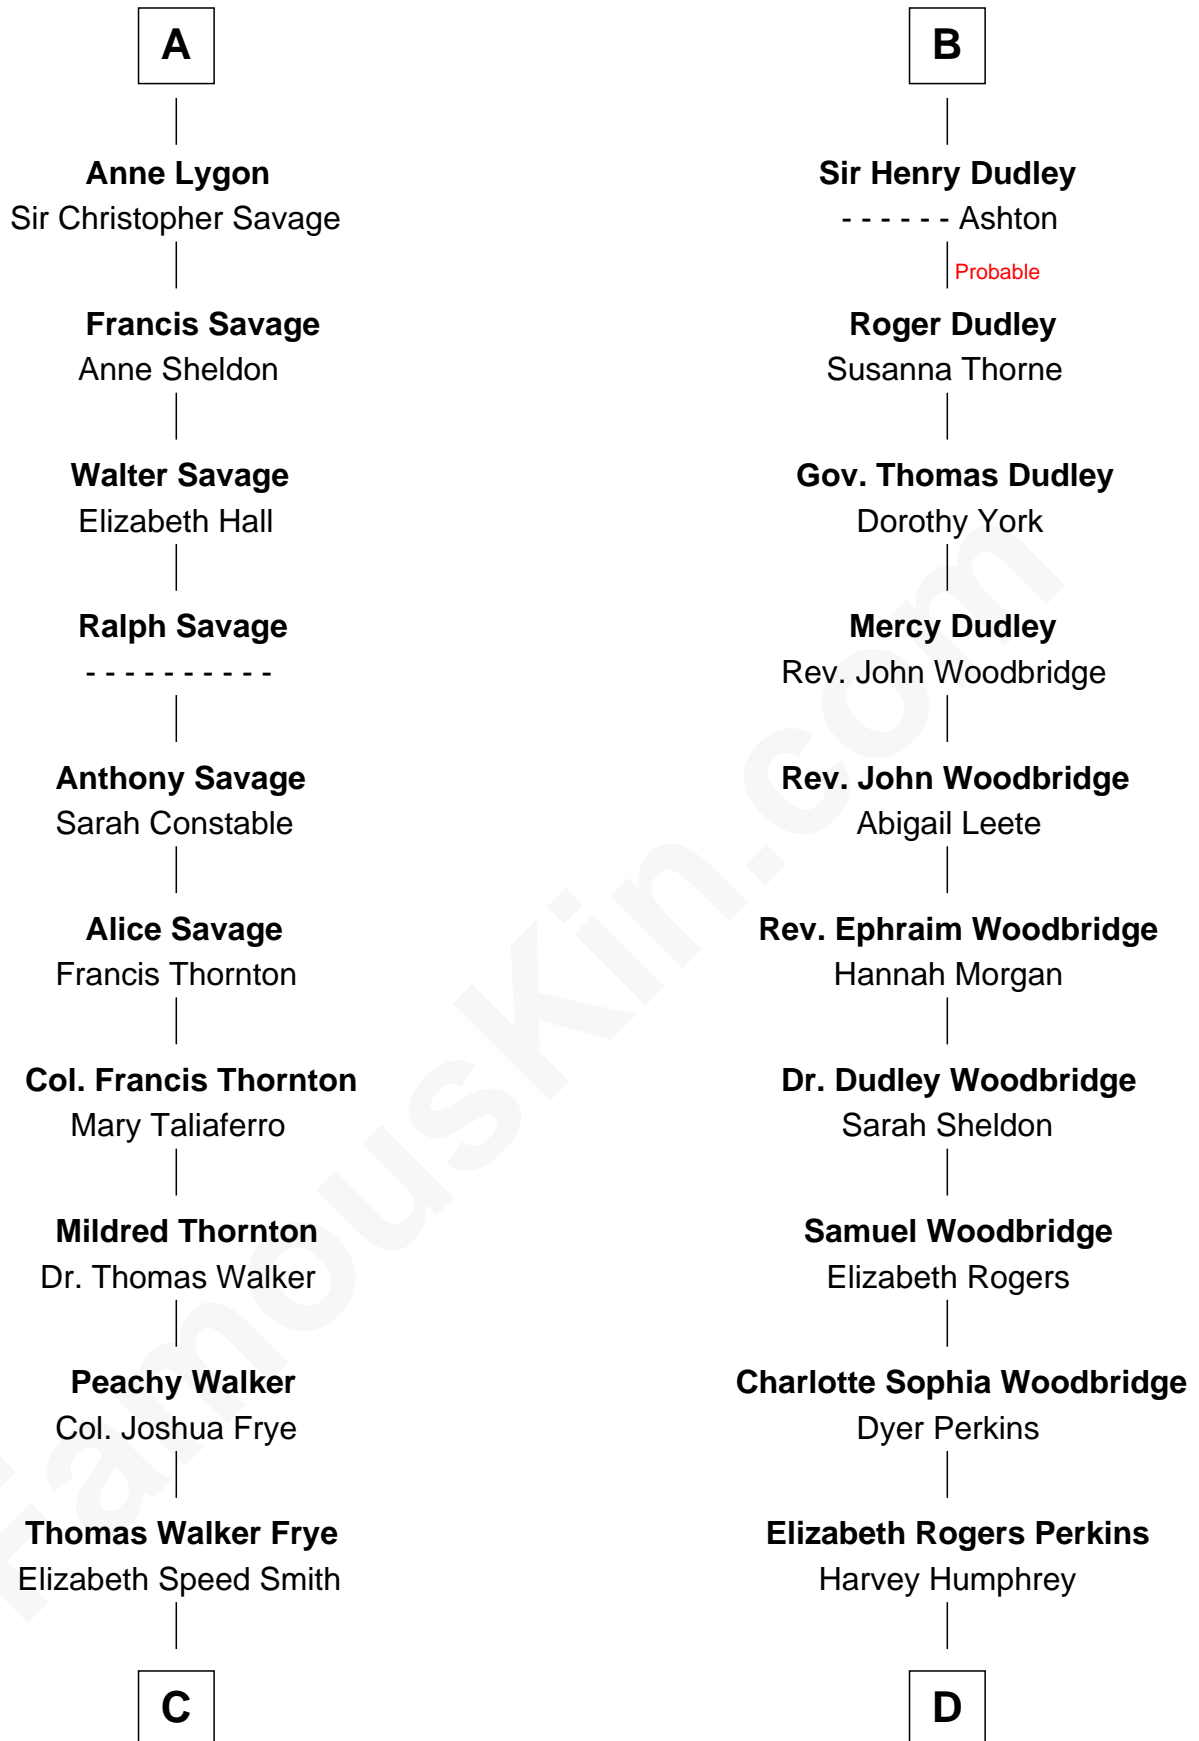 A
Anne Lygon
Sir Christopher Savage
Francis Savage
Anne Sheldon
Walter Savage
Elizabeth Hall
Ralph Savage
- - - - - - - - - -
Anthony Savage
Sarah Constable
Alice Savage
Francis Thornton
Col. Francis Thornton
Mary Taliaferro
Mildred Thornton
Dr. Thomas Walker
Peachy Walker
Col. Joshua Frye
Thomas Walker Frye
Elizabeth Speed Smith
C
B
Sir Henry Dudley
- - - - - - Ashton
Probable
Roger Dudley
Susanna Thorne
Gov. Thomas Dudley
Dorothy York
Mercy Dudley
Rev. John Woodbridge
Rev. John Woodbridge
Abigail Leete
Rev. Ephraim Woodbridge
Hannah Morgan
Dr. Dudley Woodbridge
Sarah Sheldon
Samuel Woodbridge
Elizabeth Rogers
Charlotte Sophia Woodbridge
Dyer Perkins
Elizabeth Rogers Perkins
Harvey Humphrey
D
FamousKin.com